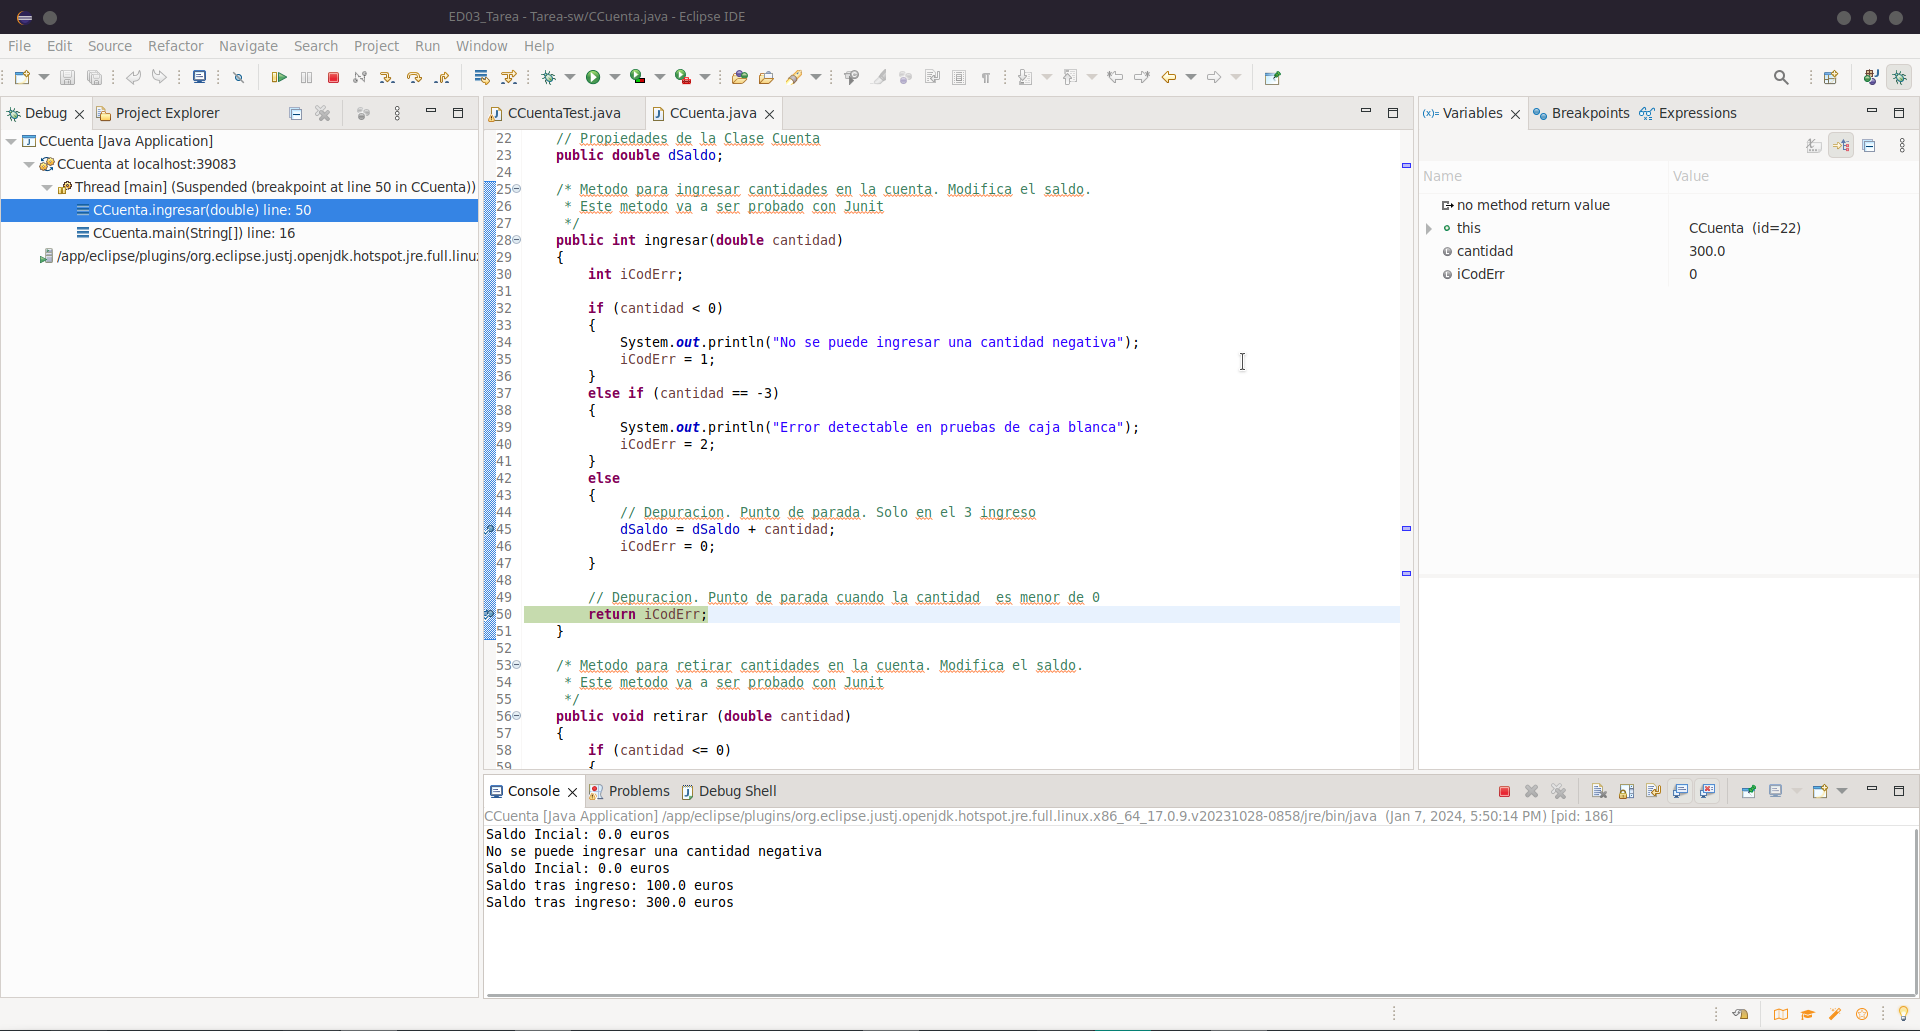 ED03_Tarea - Tarea-sw/CCuenta.java - Eclipse IDE
File Edit Source Refactor Navigate Search Project Run Window Help
Debug Project Explorer
CCuenta [Java Application]
CCuenta at localhost:39083
Thread [main] (Suspended (breakpoint at line 50 in CCuenta))
CCuenta.ingresar(double) line: 50
CCuenta.main(String[]) line: 16
/app/eclipse/plugins/org.eclipse.justj.openjdk.hotspot.jre.full.linu
CCuentaTest.java CCuenta.java
22 // Propiedades de la Clase Cuenta
23 public double dSaldo;
24
25 /* Metodo para ingresar cantidades en la cuenta. Modifica el saldo.
26 * Este metodo va a ser probado con Junit
27 */
28 public int ingresar(double cantidad)
29 {
30 int iCodErr;
31
32 if (cantidad < 0)
33 {
34 System.out.println("No se puede ingresar una cantidad negativa");
35 iCodErr = 1;
36 }
37 else if (cantidad == -3)
38 {
39 System.out.println("Error detectable en pruebas de caja blanca");
40 iCodErr = 2;
41 }
42 else
43 {
44 // Depuracion. Punto de parada. Solo en el 3 ingreso
45 dSaldo = dSaldo + cantidad;
46 iCodErr = 0;
47 }
48
49 // Depuracion. Punto de parada cuando la cantidad  es menor de 0
50 return iCodErr;
51 }
52
53 /* Metodo para retirar cantidades en la cuenta. Modifica el saldo.
54 * Este metodo va a ser probado con Junit
55 */
56 public void retirar (double cantidad)
57 {
58 if (cantidad <= 0)
59 {
(x)= Variables Breakpoints Expressions
Name Value
no method return value
this CCuenta (id=22)
cantidad 300.0
iCodErr 0
Console Problems Debug Shell
CCuenta [Java Application] /app/eclipse/plugins/org.eclipse.justj.openjdk.hotspot.jre.full.linux.x86_64_17.0.9.v20231028-0858/jre/bin/java (Jan 7, 2024, 5:50:14 PM) [pid: 186]
Saldo Incial: 0.0 euros
No se puede ingresar una cantidad negativa
Saldo Incial: 0.0 euros
Saldo tras ingreso: 100.0 euros
Saldo tras ingreso: 300.0 euros